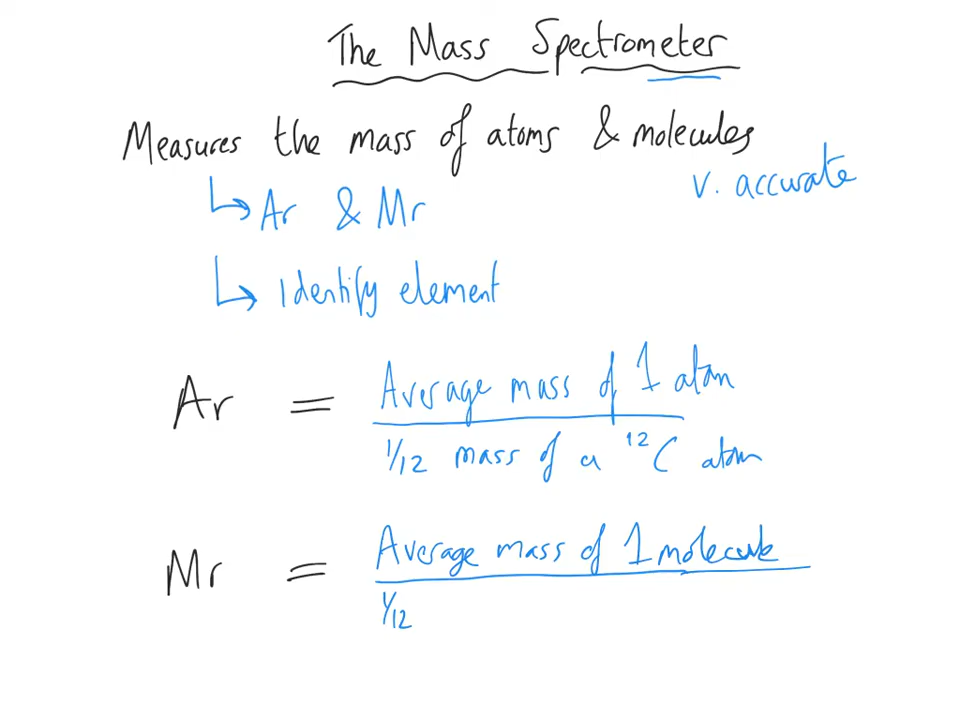 The Mass Spectrometer
Measures the mass of atoms & molecules
v. accurate
↳ Ar & Mr
↳ Identify element
Ar = Average mass of 1 atom
1/12 mass of a ¹²C atom
Mr = Average mass of 1 molecule
1/12